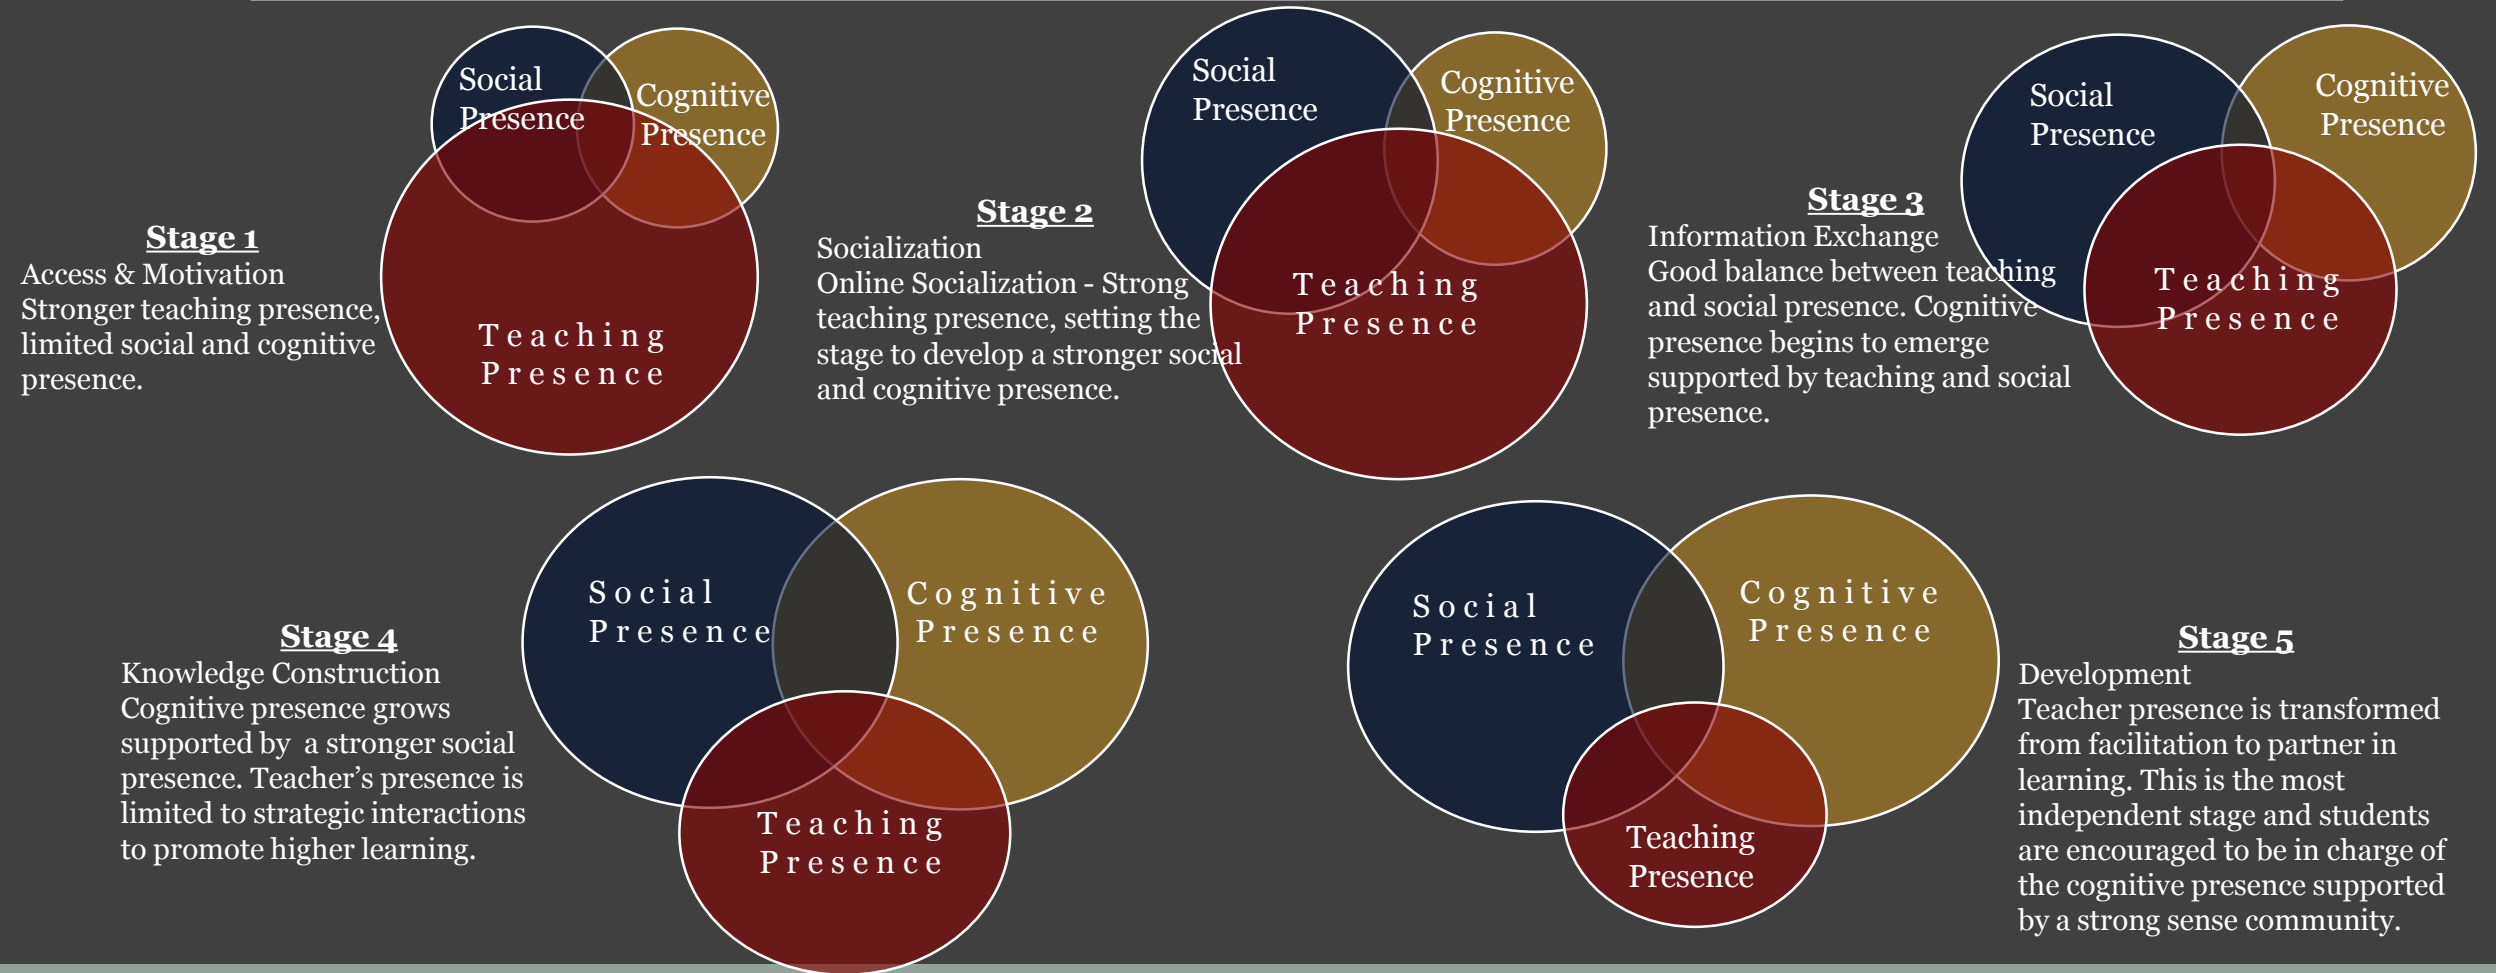 Social
Presence
Cognitive
Presence
Teaching
Presence
Stage 1
Access & Motivation
Stronger teaching presence,
limited social and cognitive
presence.
Social
Presence
Cognitive
Presence
Teaching
Presence
Stage 2
Socialization
Online Socialization - Strong
teaching presence, setting the
stage to develop a stronger social
and cognitive presence.
Social
Presence
Cognitive
Presence
Teaching
Presence
Stage 3
Information Exchange
Good balance between teaching
and social presence. Cognitive
presence begins to emerge
supported by teaching and social
presence.
Social
Presence
Cognitive
Presence
Teaching
Presence
Stage 4
Knowledge Construction
Cognitive presence grows
supported by  a stronger social
presence. Teacher’s presence is
limited to strategic interactions
to promote higher learning.
Social
Presence
Cognitive
Presence
Teaching
Presence
Stage 5
Development
Teacher presence is transformed
from facilitation to partner in
learning. This is the most
independent stage and students
are encouraged to be in charge of
the cognitive presence supported
by a strong sense community.